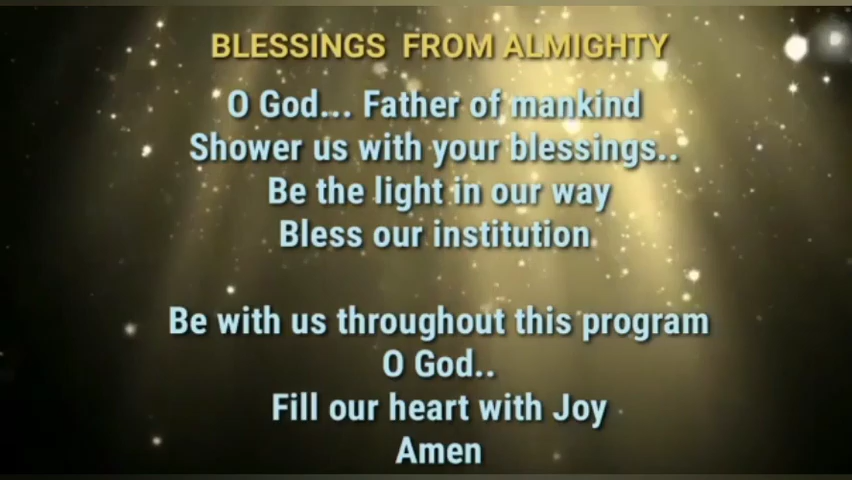 BLESSINGS FROM ALMIGHTY
O God... Father of mankind
Shower us with your blessings..
Be the light in our way
Bless our institution
Be with us throughout this program
O God..
Fill our heart with Joy
Amen